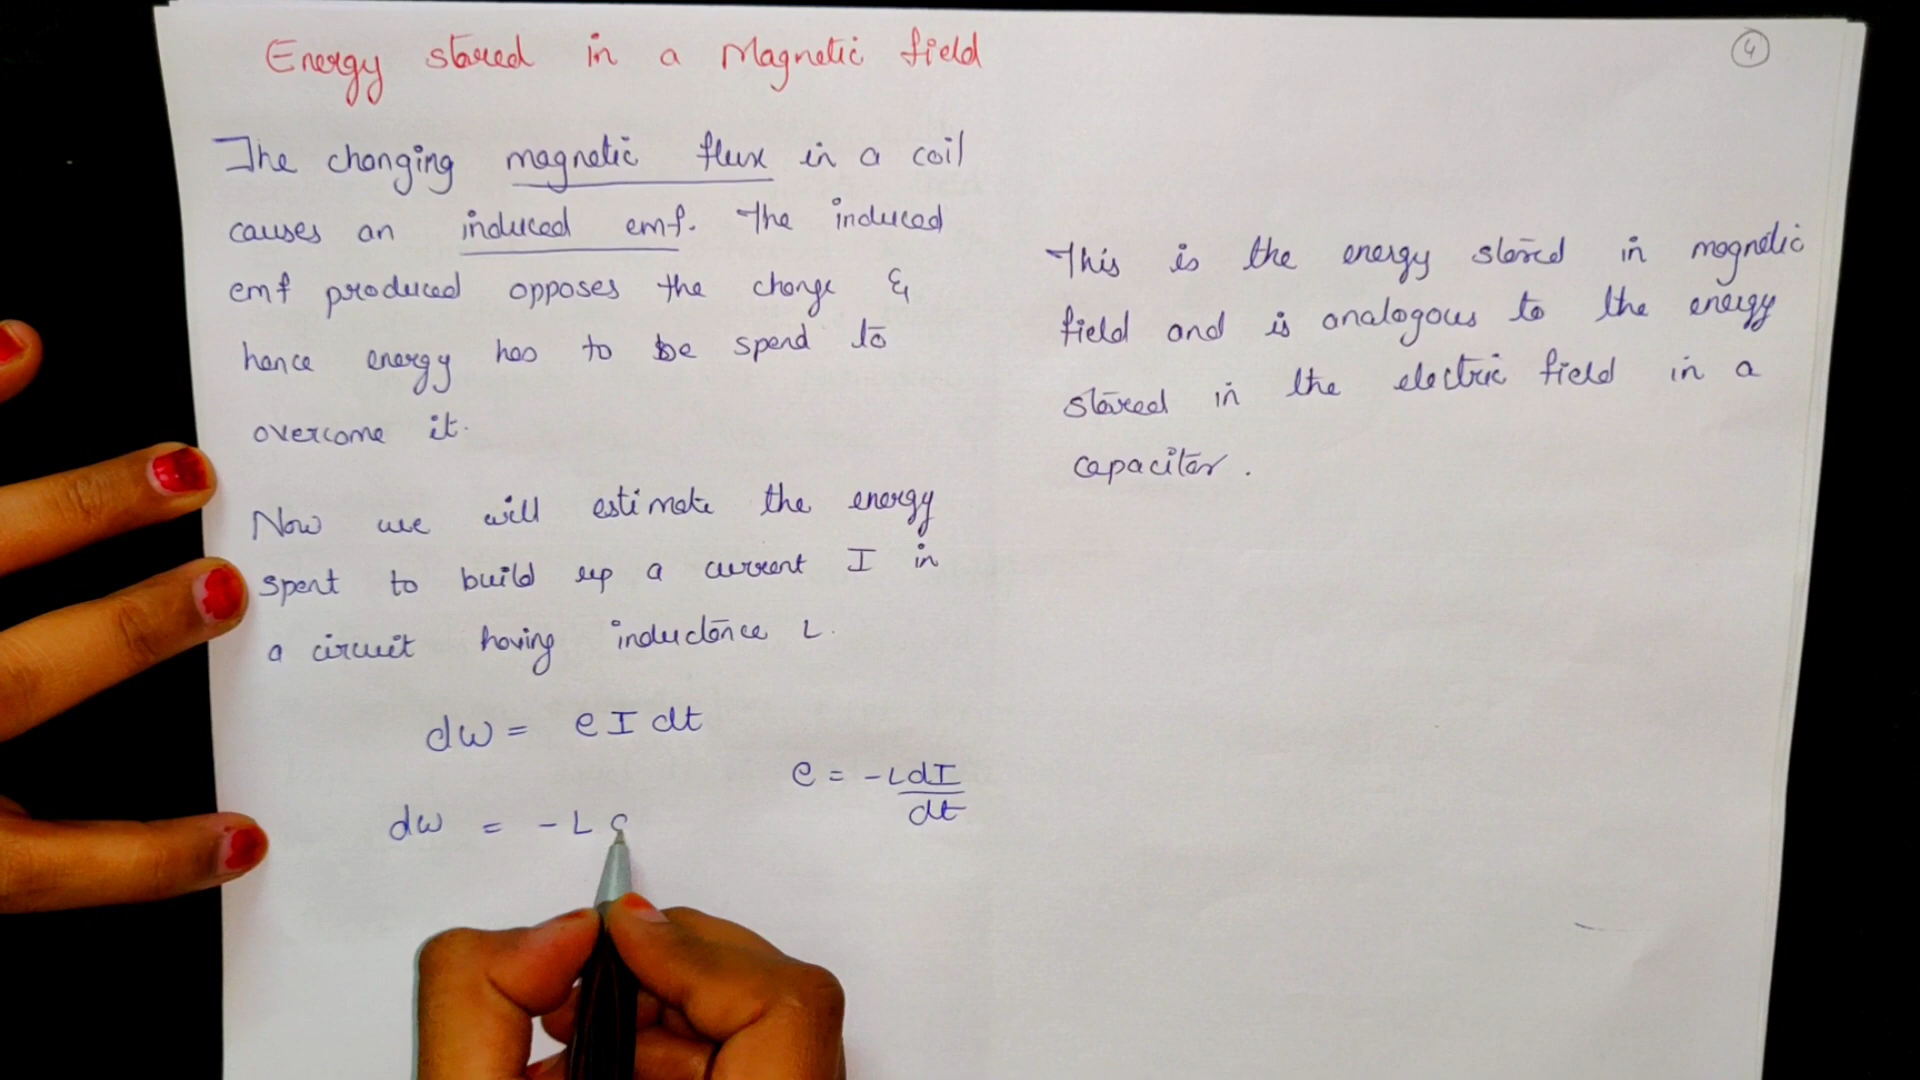 Energy stored in a Magnetic field
4
The changing magnetic flux in a coil
causes an induced emf. The induced
emf produced opposes the change &
hence energy has to be spend to
overcome it.
Now we will estimate the energy
spent to build up a current I in
a circuit having inductance L.
dw = e I dt
e = -LdI/dt
dw = - L
This is the energy stored in magnetic
field and is analogous to the energy
stored in the electric field in a
capacitor.